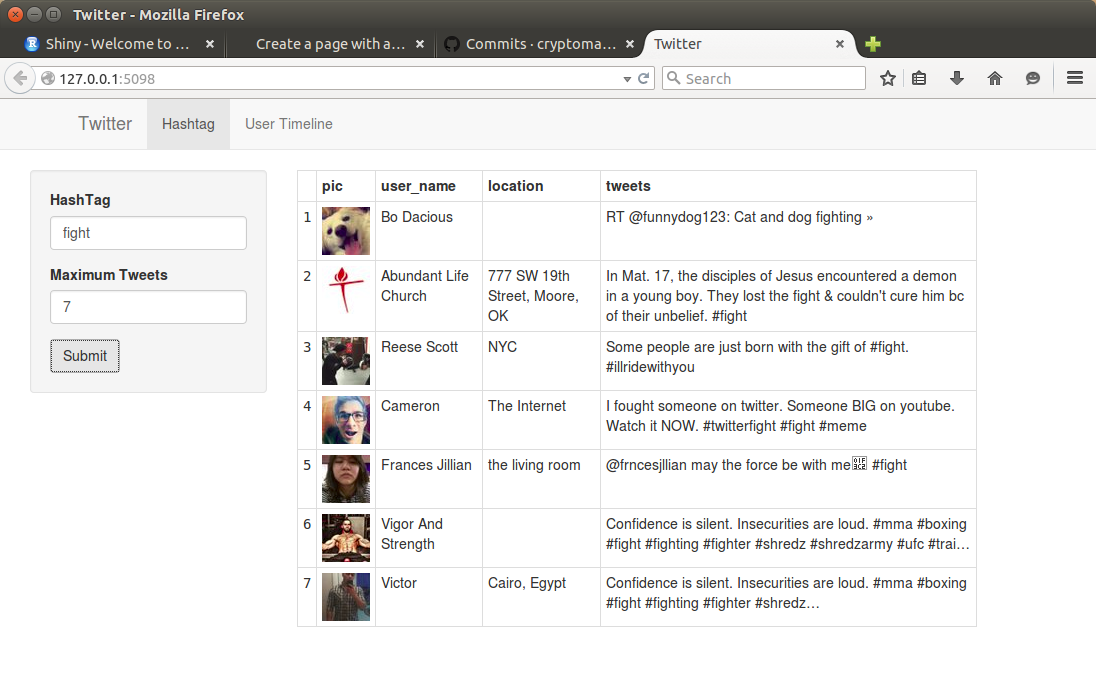 Twitter - Mozilla Firefox
Shiny - Welcome to ...
Create a page with a...
Commits · cryptoma...
Twitter
127.0.0.1:5098
Search
Twitter
Hashtag
User Timeline
HashTag
fight
Maximum Tweets
7
Submit
pic user_name location tweets
1 Bo Dacious RT @funnydog123: Cat and dog fighting »
2 Abundant Life 777 SW 19th In Mat. 17, the disciples of Jesus encountered a demon
Church Street, Moore, in a young boy. They lost the fight & couldn't cure him bc
OK of their unbelief. #fight
3 Reese Scott NYC Some people are just born with the gift of #fight.
#illridewithyou
4 Cameron The Internet I fought someone on twitter. Someone BIG on youtube.
Watch it NOW. #twitterfight #fight #meme
5 Frances Jillian the living room @frncesjllian may the force be with me #fight
6 Vigor And Confidence is silent. Insecurities are loud. #mma #boxing
Strength #fight #fighting #fighter #shredz #shredzarmy #ufc #trai…
7 Victor Cairo, Egypt Confidence is silent. Insecurities are loud. #mma #boxing
#fight #fighting #fighter #shredz…